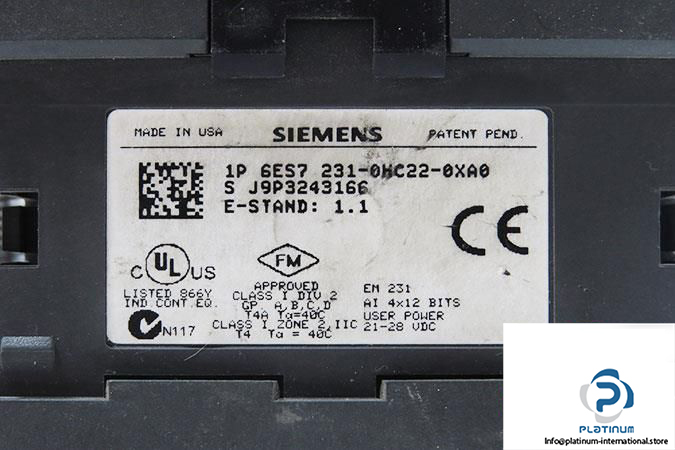 MADE IN USA SIEMENS PATENT PEND.
1P 6ES7 231-0HC22-0XA0
S J9P3243166
E-STAND: 1.1
CE
C UL US
LISTED 866Y
IND.CONT.EQ.
N117
FM
APPROVED
CLASS I DIV 2
GP. A,B,C,D
T4A Ta=40C
CLASS I ZONE 2,IIC
T4 Ta = 40C
EM 231
AI 4x12 BITS
USER POWER
21-28 VDC
P
PLATINUM
Info@platinum-international.store